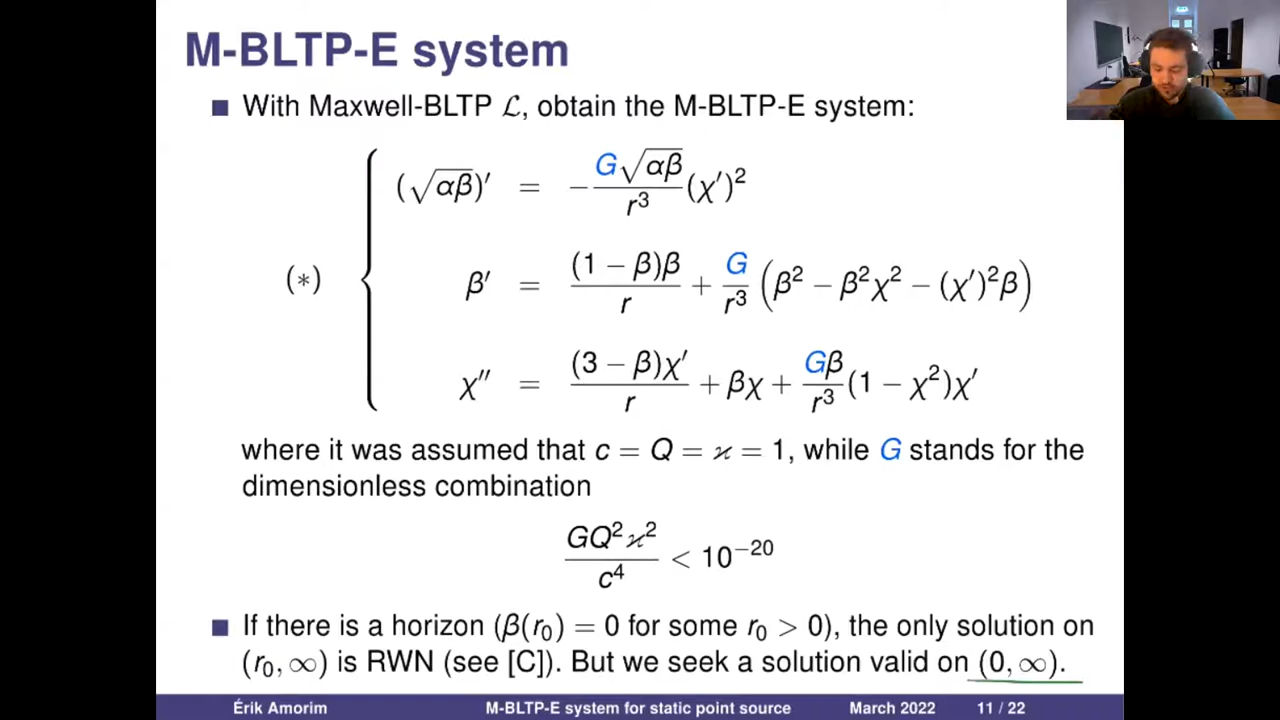 M-BLTP-E system
■ With Maxwell-BLTP ℒ, obtain the M-BLTP-E system:
(∗) { (√αβ)′ = −(G√αβ / r³)(χ′)²
β′ = (1 − β)β / r + (G / r³)(β² − β²χ² − (χ′)²β)
χ″ = (3 − β)χ′ / r + βχ + (Gβ / r³)(1 − χ²)χ′
where it was assumed that c = Q = ϰ = 1, while G stands for the
dimensionless combination
GQ²ϰ² / c⁴ < 10⁻²⁰
■ If there is a horizon (β(r₀) = 0 for some r₀ > 0), the only solution on
(r₀, ∞) is RWN (see [C]). But we seek a solution valid on (0, ∞).
Érik Amorim M-BLTP-E system for static point source March 2022 11 / 22